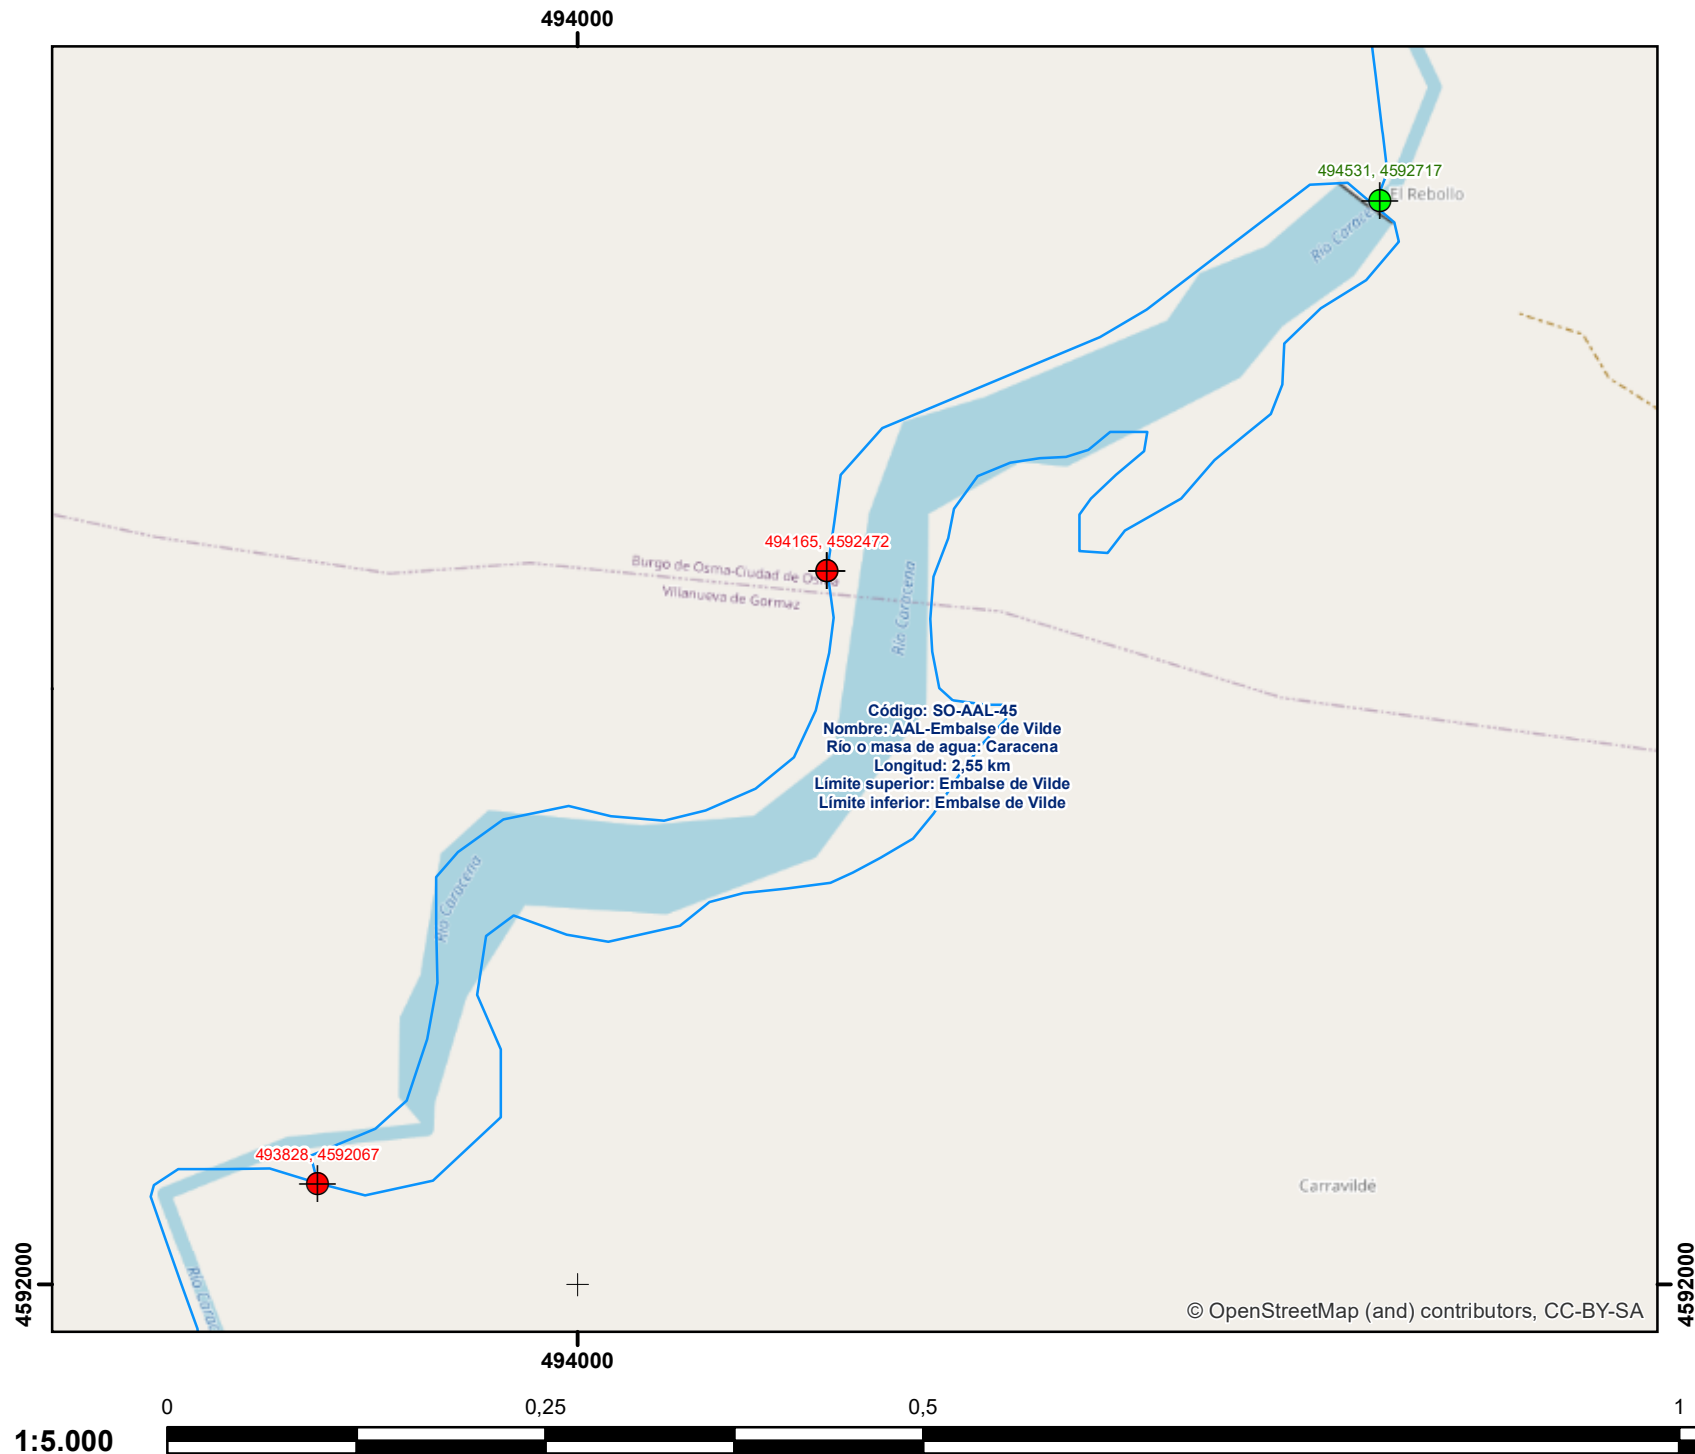 494000
494531, 4592717
El Rebollo
Río Carace
494165, 4592472
Burgo de Osma-Ciudad de Osma
Villanueva de Gormaz
Río Caracena
Código: SO-AAL-45
Nombre: AAL-Embalse de Vilde
Río o masa de agua: Caracena
Longitud: 2,55 km
Límite superior: Embalse de Vilde
Límite inferior: Embalse de Vilde
Río Caracena
493828, 4592067
Carravilde
Río Carac
4592000
4592000
© OpenStreetMap (and) contributors, CC-BY-SA
494000
0 0,25 0,5 1
1:5.000